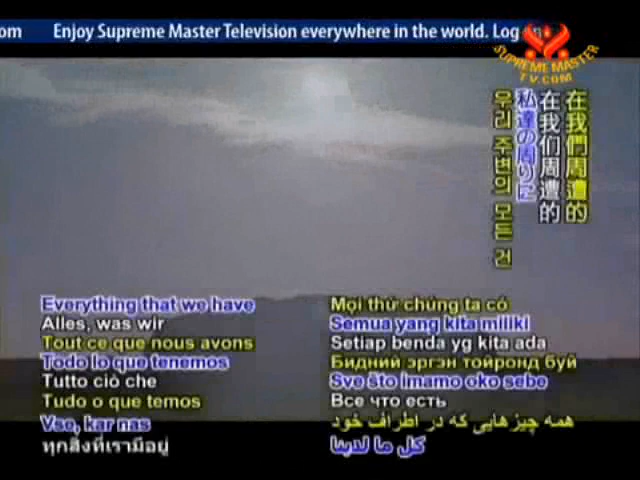 om Enjoy Supreme Master Television everywhere in the world. Log on
SUPREME MASTER
TV.COM
在我們周遭的
在我们周遭的
私達の周りに
우리 주변의 모든 건
Everything that we have
Alles, was wir
Tout ce que nous avons
Todo lo que tenemos
Tutto ciò che
Tudo o que temos
Vse, kar nas
ทุกสิ่งที่เรามีอยู่
Mọi thứ chúng ta có
Semua yang kita miliki
Setiap benda yg kita ada
Бидний эргэн тойронд буй
Sve što imamo oko sebe
Все что есть
همه چیزهایی که در اطراف خود
كل ما لدينا